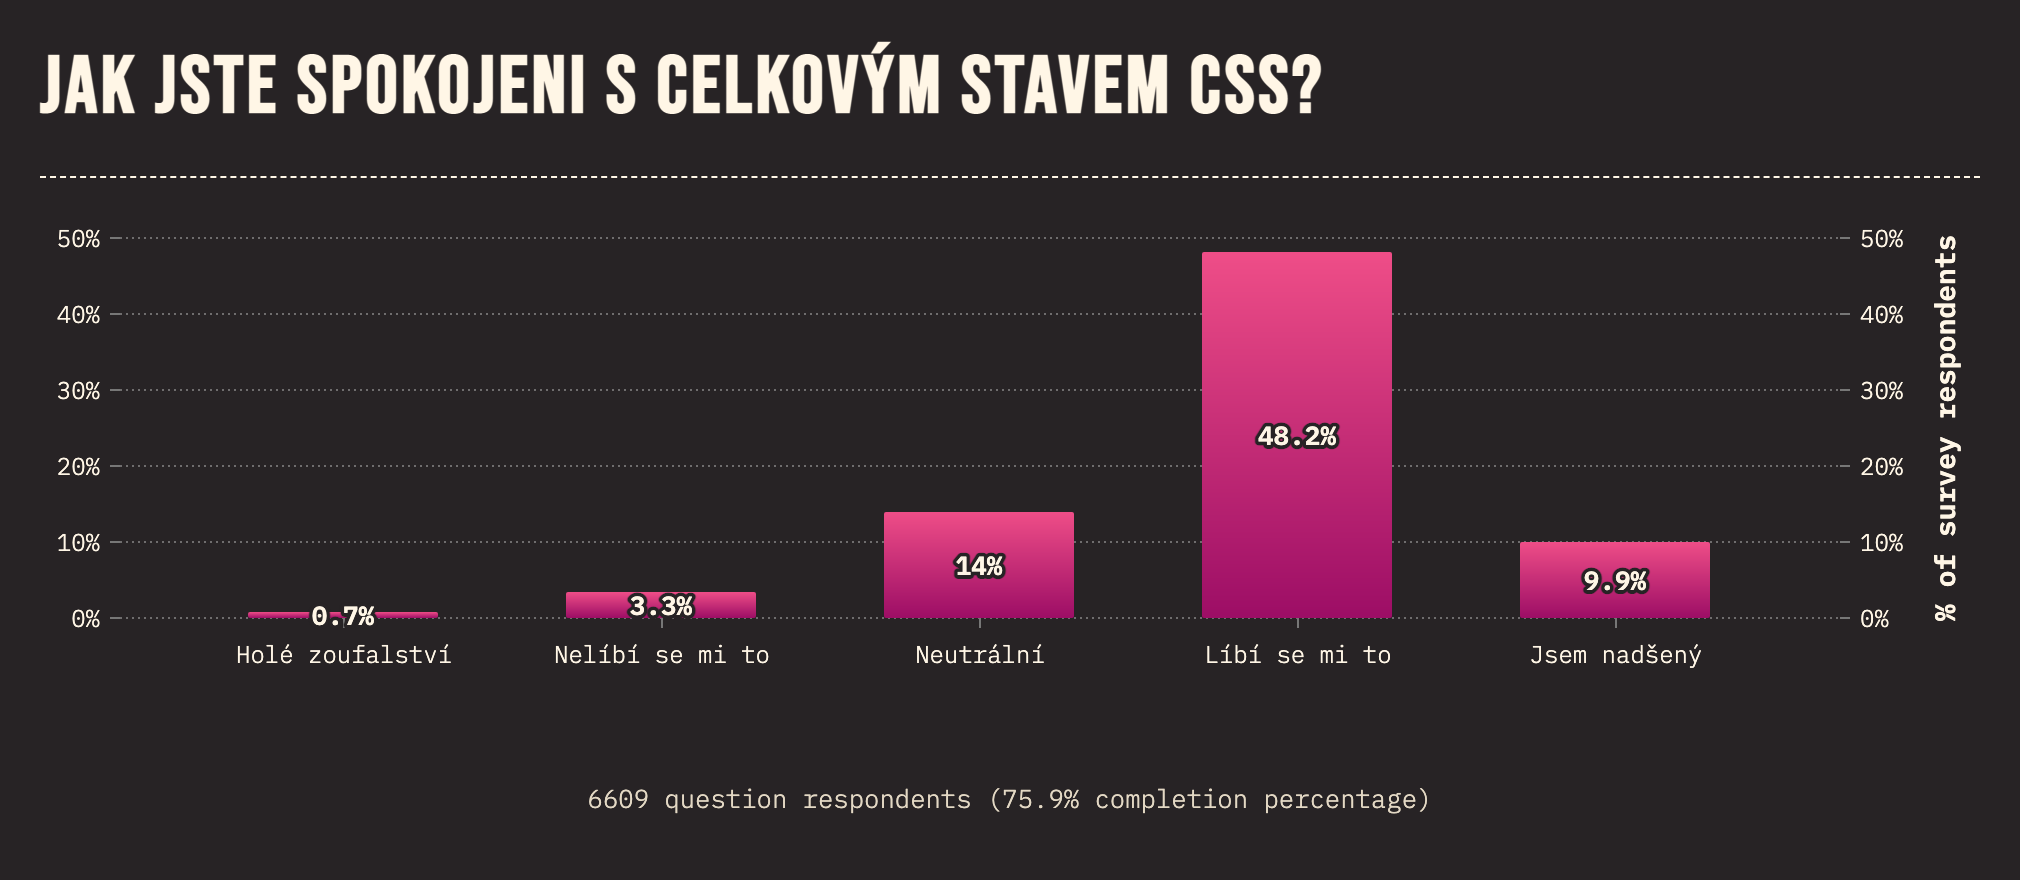 JAK JSTE SPOKOJENI S CELKOVÝM STAVEM CSS?
50%
40%
30%
20%
10%
0%
50%
40%
30%
20%
10%
0%
% of survey respondents
0.7%
3.3%
14%
48.2%
9.9%
Holé zoufalství
Nelíbí se mi to
Neutrální
Líbí se mi to
Jsem nadšený
6609 question respondents (75.9% completion percentage)